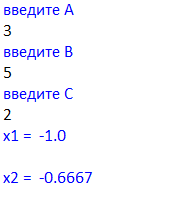 введите A
3
введите B
5
введите C
2
x1 = -1.0
x2 = -0.6667